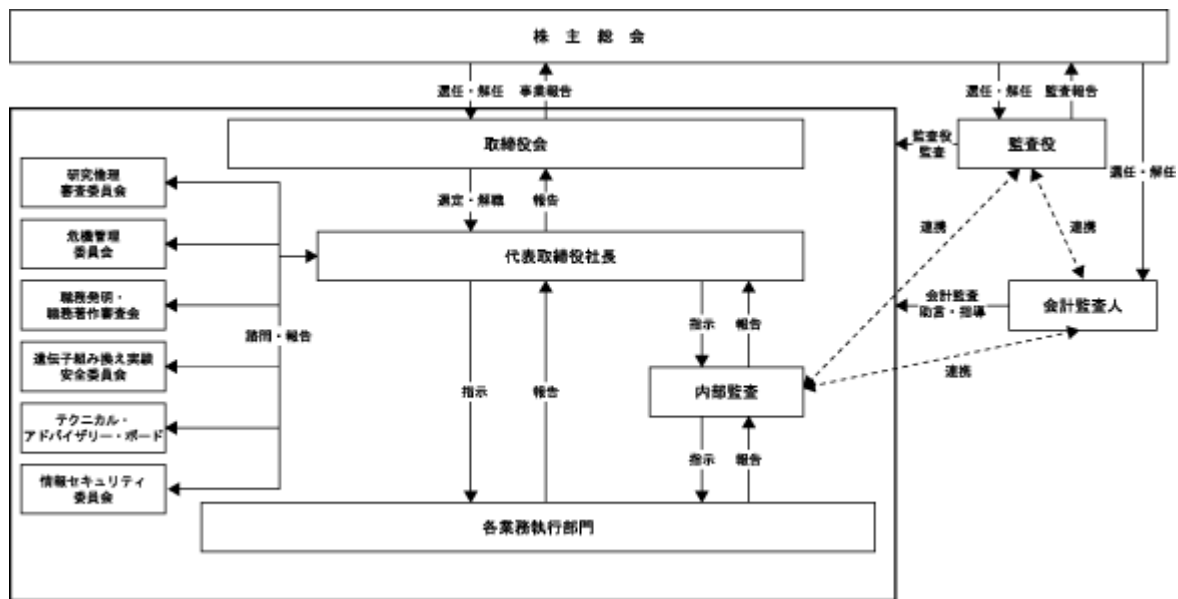 株 主 総 会
選任・解任
事業報告
選任・解任
監査報告
取締役会
監査役
監査
監査役
選任・解任
研究倫理
審査委員会
選定・解職
報告
危機管理
委員会
連携
連携
代表取締役社長
職務発明・
職務著作審査会
会計監査
助言・指導
会計監査人
指示
報告
諮問・報告
遺伝子組み換え実験
安全委員会
連携
指示
報告
内部監査
テクニカル・
アドバイザリー・ボード
指示
報告
情報セキュリティ
委員会
各業務執行部門